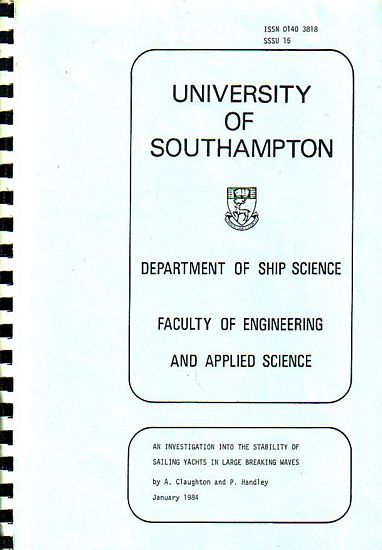 ISSN 0140 3818
SSSU 15
UNIVERSITY
OF
SOUTHAMPTON
DEPARTMENT OF SHIP SCIENCE
FACULTY OF ENGINEERING
AND APPLIED SCIENCE
AN INVESTIGATION INTO THE STABILITY OF
SAILING YACHTS IN LARGE BREAKING WAVES
by A. Claughton and P. Handley
January 1984